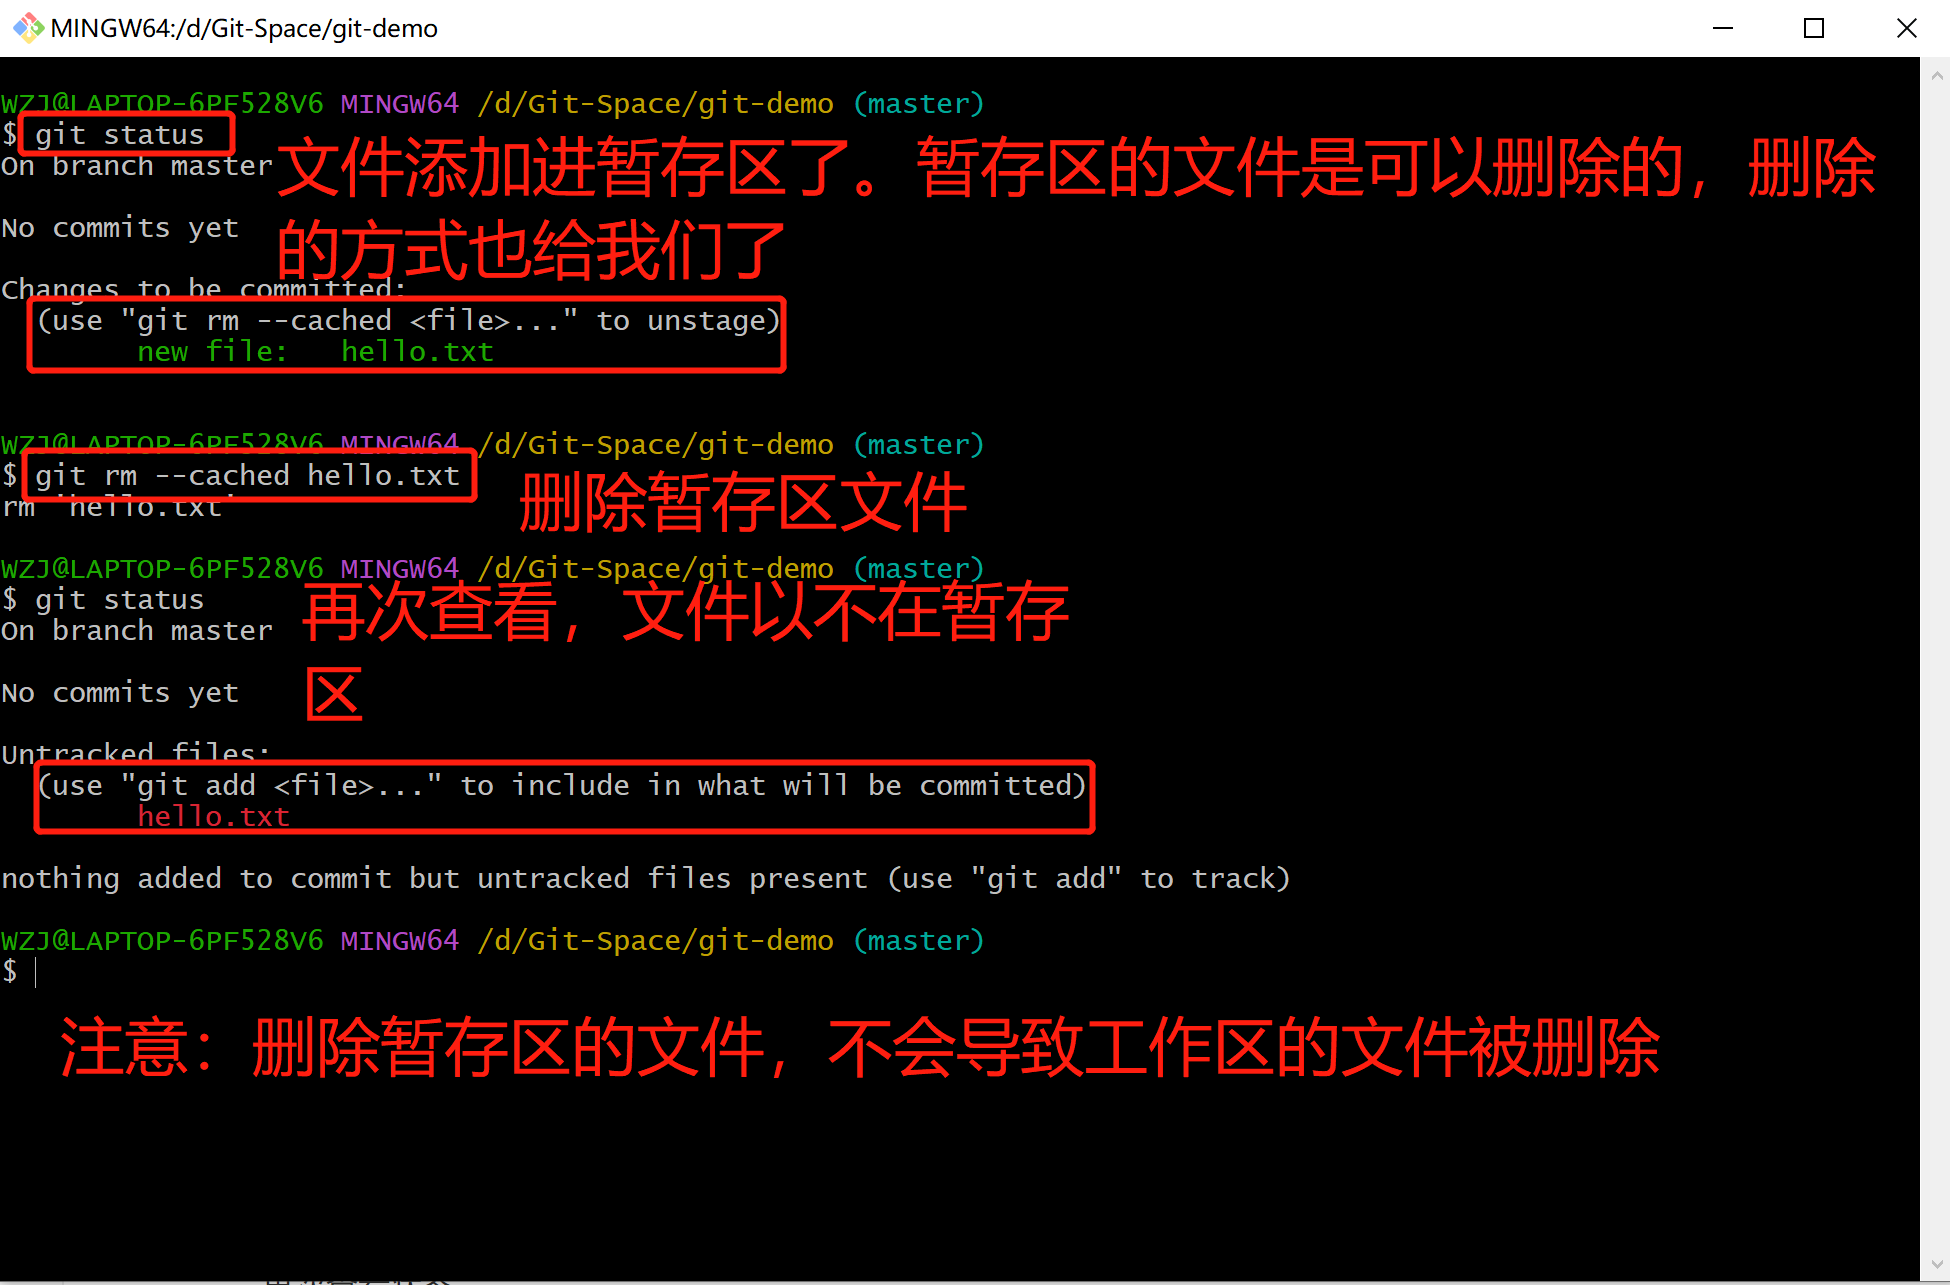 MINGW64:/d/Git-Space/git-demo
WZJ@LAPTOP-6PF528V6 MINGW64 /d/Git-Space/git-demo (master)
$ git status
On branch master
文件添加进暂存区了。暂存区的文件是可以删除的，删除
No commits yet
的方式也给我们了
Changes to be committed:
(use "git rm --cached <file>..." to unstage)
new file: hello.txt
WZJ@LAPTOP-6PF528V6 MINGW64 /d/Git-Space/git-demo (master)
$ git rm --cached hello.txt
rm 'hello.txt'
删除暂存区文件
WZJ@LAPTOP-6PF528V6 MINGW64 /d/Git-Space/git-demo (master)
$ git status
再次查看，文件以不在暂存
On branch master
No commits yet
区
Untracked files:
(use "git add <file>..." to include in what will be committed)
hello.txt
nothing added to commit but untracked files present (use "git add" to track)
WZJ@LAPTOP-6PF528V6 MINGW64 /d/Git-Space/git-demo (master)
$
注意：删除暂存区的文件，不会导致工作区的文件被删除